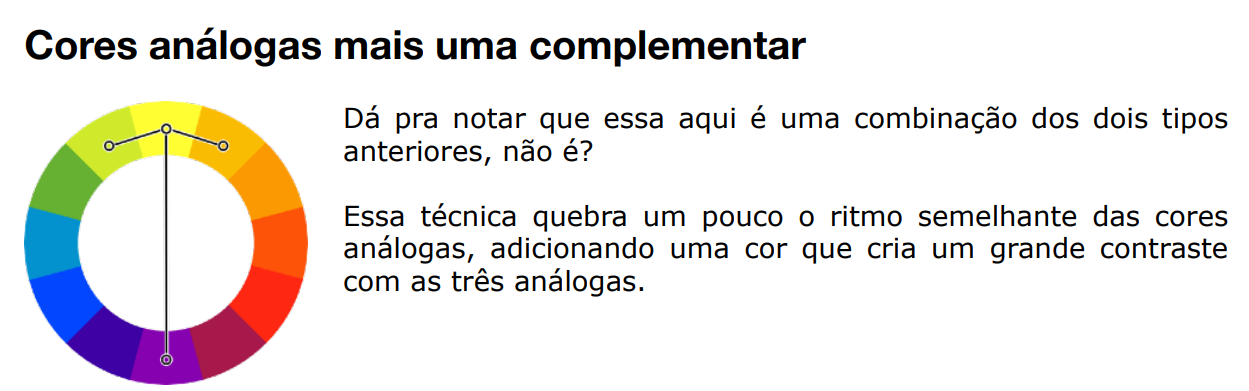 Cores análogas mais uma complementar
Dá pra notar que essa aqui é uma combinação dos dois tipos
anteriores, não é?
Essa técnica quebra um pouco o ritmo semelhante das cores
análogas, adicionando uma cor que cria um grande contraste
com as três análogas.